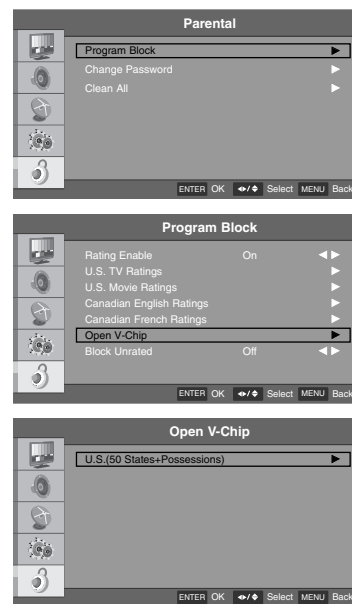 Parental
Program Block
Change Password
Clean All
ENTER OK Select MENU Back
Program Block
Rating Enable On
U.S. TV Ratings
U.S. Movie Ratings
Canadian English Ratings
Canadian French Ratings
Open V-Chip
Block Unrated Off
ENTER OK Select MENU Back
Open V-Chip
U.S.(50 States+Possessions)
ENTER OK Select MENU Back